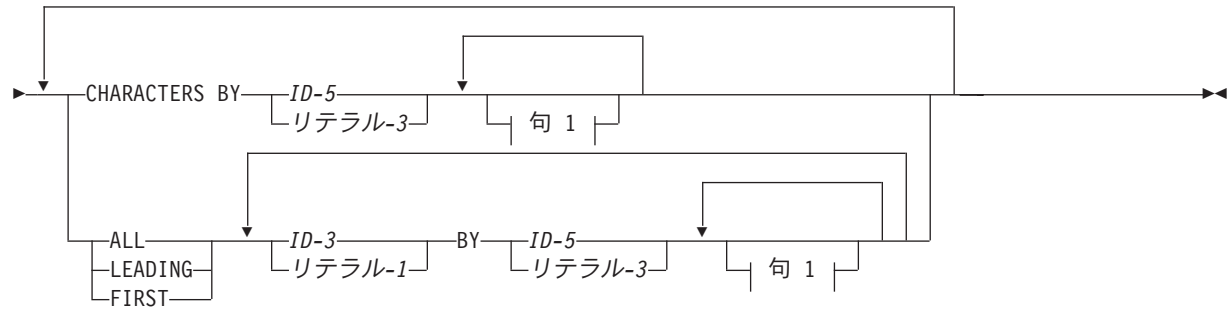 CHARACTERS BY ID-5 句 1
リテラル-3
ALL ID-3 BY ID-5 句 1
LEADING リテラル-1 リテラル-3
FIRST